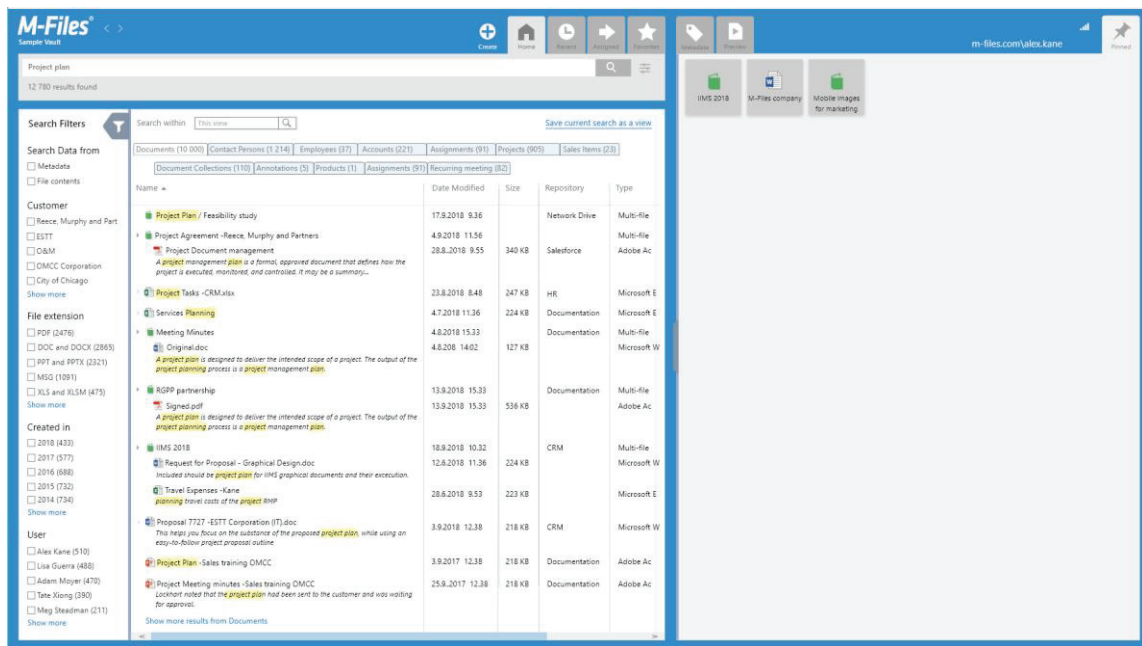 M-Files®
Sample Vault
Create
Home
Recent
Assigned
Favorites
Metadata
Preview
m-files.com\alex.kane
Pinned
Project plan
12 780 results found
IIMS 2018
M-Files company
Mobile images
for marketing
Search Filters
Search Data from
Metadata
File contents
Customer
Reece, Murphy and Part
ESTT
O&M
OMCC Corporation
City of Chicago
Show more
File extension
PDF (2476)
DOC and DOCX (2865)
PPT and PPTX (2321)
MSG (1091)
XLS and XLSM (475)
Show more
Created in
2018 (433)
2017 (577)
2016 (688)
2015 (732)
2014 (734)
Show more
User
Alex Kane (510)
Lisa Guerra (488)
Adam Moyer (470)
Tate Xiong (390)
Meg Steadman (211)
Show more
Search within This view Save current search as a view
Documents (10 000) Contact Persons (1 214) Employees (37) Accounts (221) Assignments (91) Projects (905) Sales Items (23)
Document Collections (110) Annotations (5) Products (1) Assignments (91) Recurring meeting (82)
Name Date Modified Size Repository Type
Project Plan / Feasibility study 17.9.2018 9.36 Network Drive Multi-file
Project Agreement -Reece, Murphy and Partners 4.9.2018 11.56 Multi-file
Project Document management 28.8..2018 9.55 340 KB Salesforce Adobe Ac
A project management plan is a formal, approved document that defines how the
project is executed, monitored, and controlled. It may be a summary...
Project Tasks -CRM.xlsx 23.8.2018 8.48 247 KB HR Microsoft E
Services Planning 4.7.2018 11.36 224 KB Documentation Microsoft E
Meeting Minutes 4.8.2018 15.33 Documentation Multi-file
Original.doc 4.8.208 14.02 127 KB Microsoft W
A project plan is designed to deliver the intended scope of a project. The output of the
project planning process is a project management plan.
RGPP partnership 13.9.2018 15.33 Documentation Multi-file
Signed.pdf 13.9.2018 15.33 536 KB Adobe Ac
A project plan is designed to deliver the intended scope of a project. The output of the
project planning process is a project management plan.
IIMS 2018 18.9.2018 10.32 CRM Multi-file
Request for Proposal - Graphical Design.doc 12.6.2018 11.36 224 KB Microsoft W
Included should be project plan for IIMS graphical documents and their excecution.
Travel Expenses -Kane 28.6.2018 9.53 223 KB Microsoft E
planning travel costs of the project RMP
Proposal 7727 -ESTT Corporation (IT).doc 3.9.2018 12.38 218 KB CRM Microsoft W
This helps you focus on the substance of the proposed project plan, while using an
easy-to-follow project proposal outline
Project Plan -Sales training OMCC 3.9.2017 12.38 218 KB Documentation Adobe Ac
Project Meeting minutes -Sales training OMCC 25.9..2017 12.38 218 KB Documentation Adobe Ac
Lockhart noted that the project plan had been sent to the customer and was waiting
for approval.
Show more results from Documents